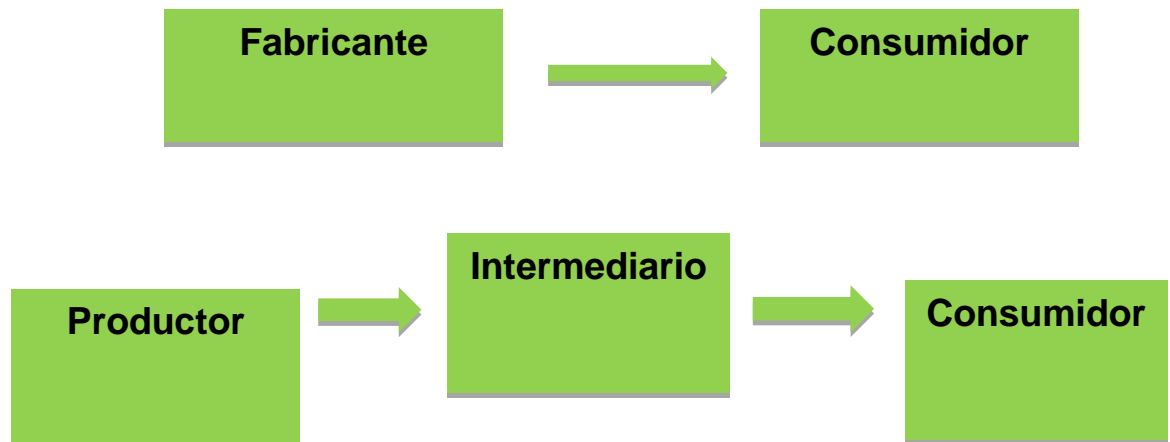 Fabricante
Consumidor
Intermediario
Productor
Consumidor